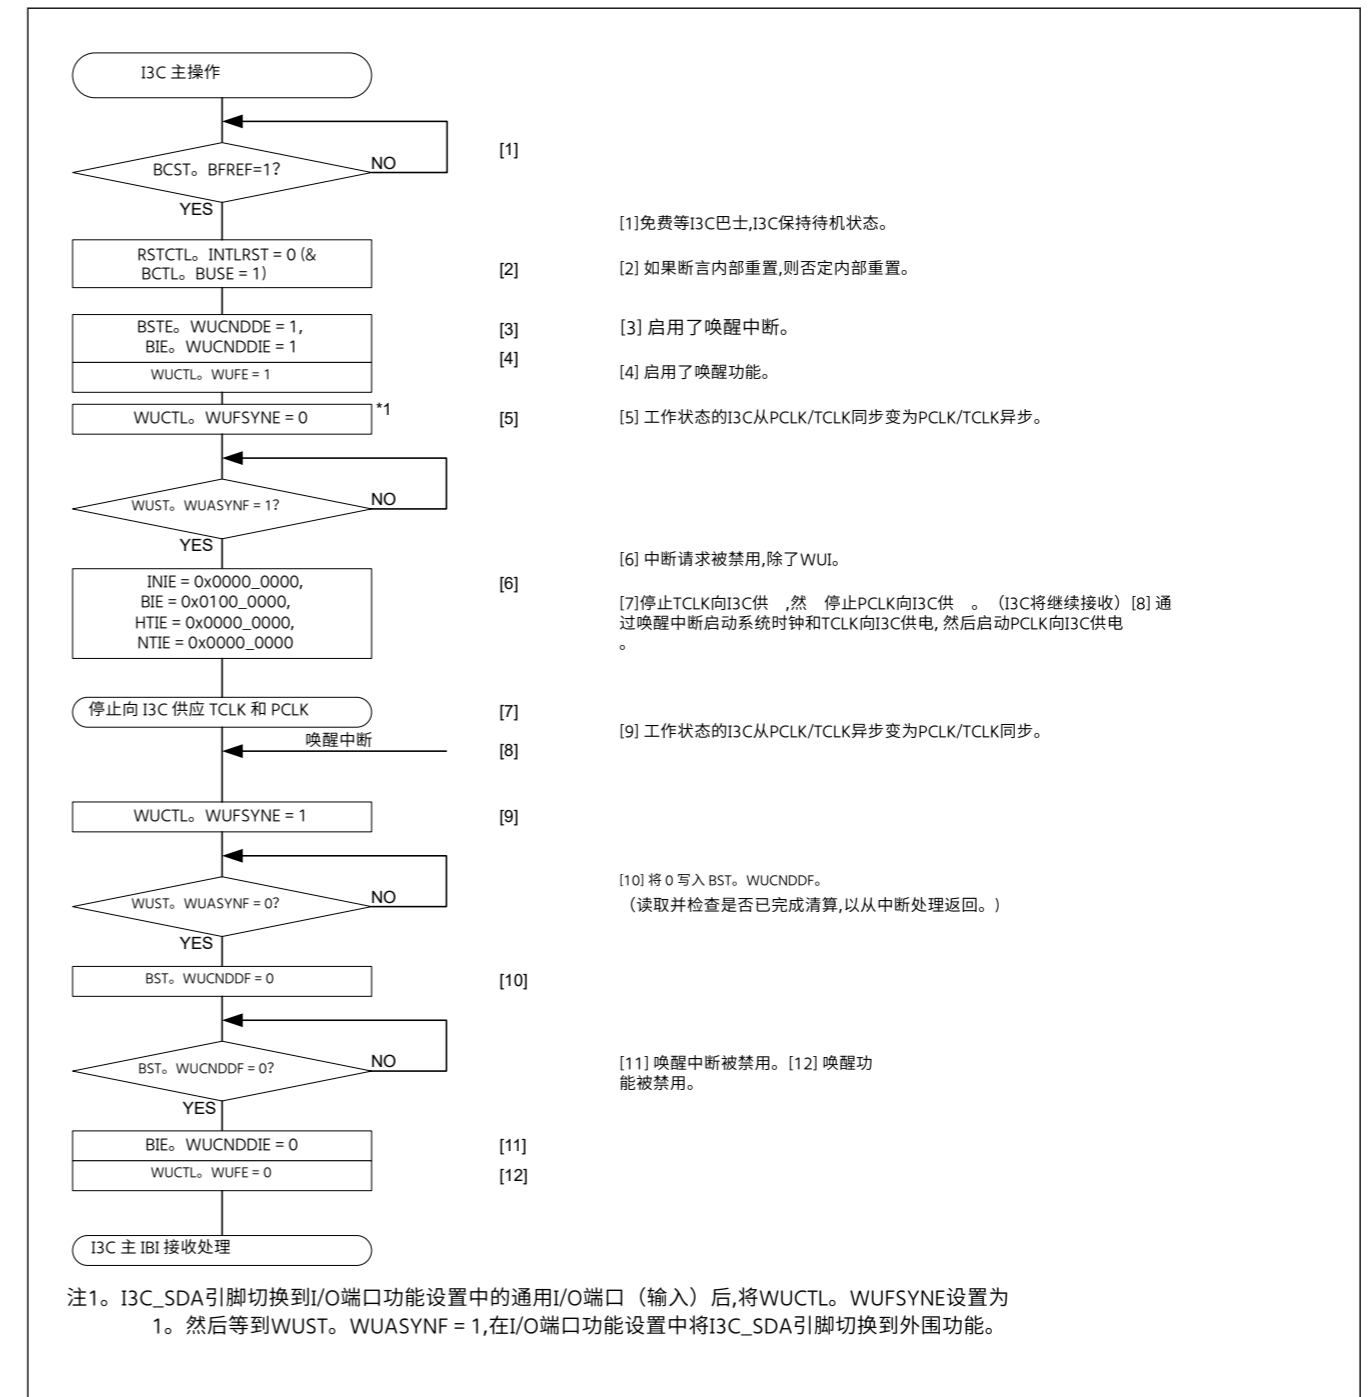 I3C 主操作
BCST。BFREF=1?
NO
[1]
YES
[1]免费等I3C巴士,I3C保持待机状态。
RSTCTL。INTLRST = 0 (&
BCTL。BUSE = 1)
[2]
[2] 如果断言内部重置,则否定内部重置。
BSTE。WUCNDDE = 1,
BIE。WUCNDDIE = 1
[3]
[3] 启用了唤醒中断。
WUCTL。WUFE = 1
[4]
[4] 启用了唤醒功能。
WUCTL。WUFSYNE = 0
*1
[5]
[5] 工作状态的I3C从PCLK/TCLK同步变为PCLK/TCLK异步。
WUST。WUASYNF = 1?
NO
YES
[6] 中断请求被禁用,除了WUI。
INIE = 0x0000_0000,
BIE = 0x0100_0000,
HTIE = 0x0000_0000,
NTIE = 0x0000_0000
[6]
[7]停止TCLK向I3C供 ,然 停止PCLK向I3C供 。（I3C将继续接收）[8] 通
过唤醒中断启动系统时钟和TCLK向I3C供电, 然后启动PCLK向I3C供电
。
停止向 I3C 供应 TCLK 和 PCLK
[7]
唤醒中断
[8]
[9] 工作状态的I3C从PCLK/TCLK异步变为PCLK/TCLK同步。
WUCTL。WUFSYNE = 1
[9]
WUST。WUASYNF = 0?
NO
YES
[10] 将 0 写入 BST。WUCNDDF。
（读取并检查是否已完成清算,以从中断处理返回。)
BST。WUCNDDF = 0
[10]
BST。WUCNDDF = 0?
NO
YES
[11] 唤醒中断被禁用。[12] 唤醒功
能被禁用。
BIE。WUCNDDIE = 0
[11]
WUCTL。WUFE = 0
[12]
I3C 主 IBI 接收处理
注1。I3C_SDA引脚切换到I/O端口功能设置中的通用I/O端口（输入）后,将WUCTL。WUFSYNE设置为
1。然后等到WUST。WUASYNF = 1,在I/O端口功能设置中将I3C_SDA引脚切换到外围功能。